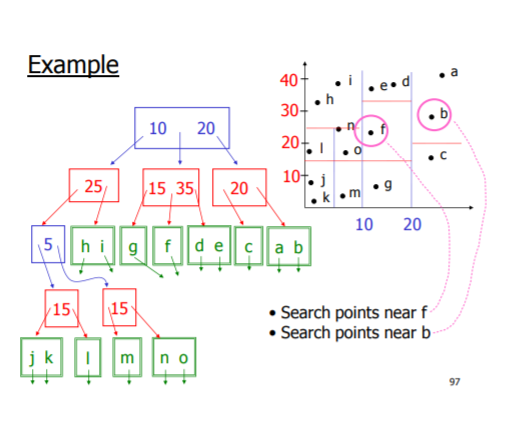 Example
10 20
25
15 35
20
5
h i
g
f
d e
c
a b
15
15
j k
l
m
n o
40
30
20
10
10 20
i
e
d
a
h
b
n
f
l
o
c
j
k
m
g
• Search points near f
• Search points near b
97